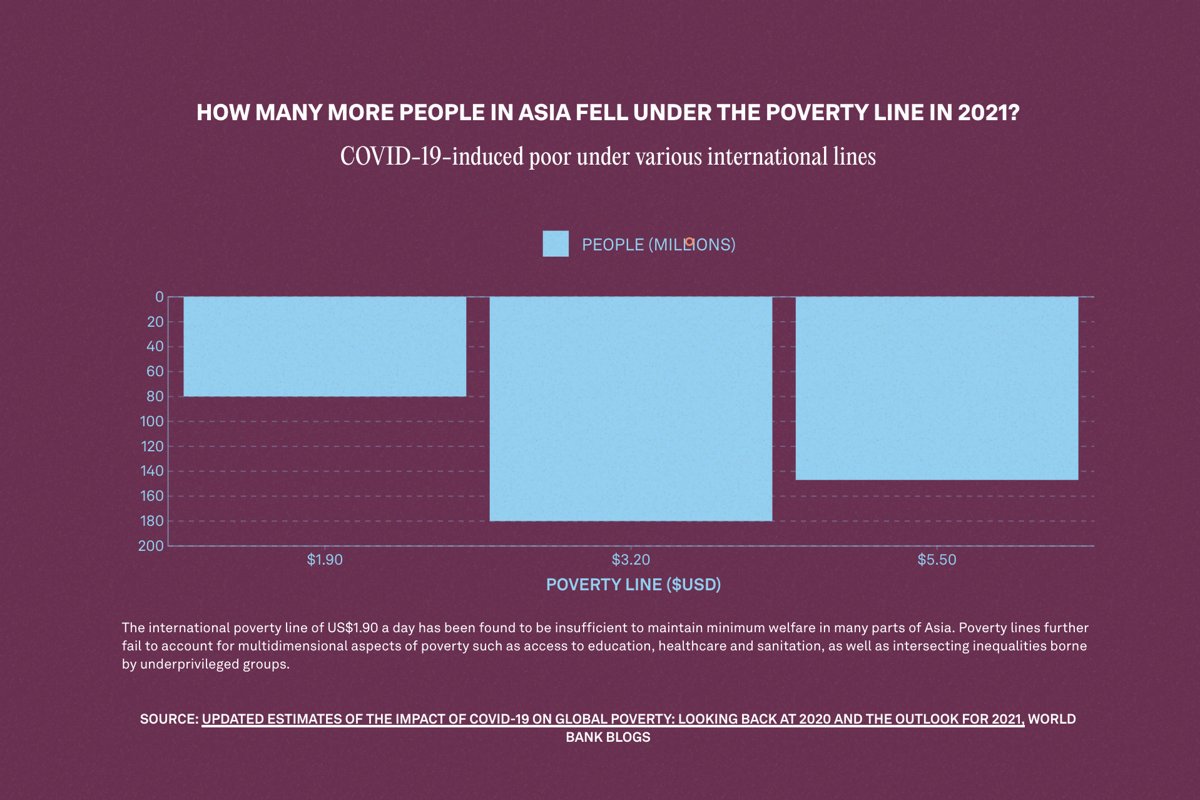 HOW MANY MORE PEOPLE IN ASIA FELL UNDER THE POVERTY LINE IN 2021?
COVID-19-induced poor under various international lines
PEOPLE (MILLIONS)
0
20
40
60
80
100
120
140
160
180
200
$1.90 $3.20 $5.50
POVERTY LINE ($USD)
The international poverty line of US$1.90 a day has been found to be insufficient to maintain minimum welfare in many parts of Asia. Poverty lines further
fail to account for multidimensional aspects of poverty such as access to education, healthcare and sanitation, as well as intersecting inequalities borne
by underprivileged groups.
SOURCE: UPDATED ESTIMATES OF THE IMPACT OF COVID-19 ON GLOBAL POVERTY: LOOKING BACK AT 2020 AND THE OUTLOOK FOR 2021, WORLD
BANK BLOGS